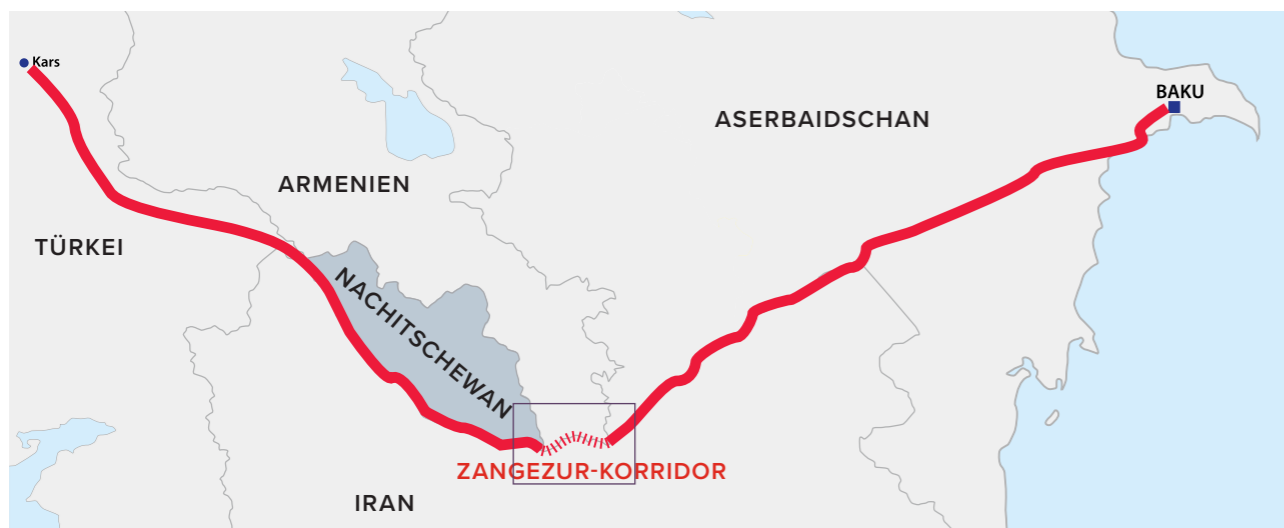 Kars
BAKU
ASERBAIDSCHAN
ARMENIEN
TÜRKEI
NACHITSCHEWAN
ZANGEZUR-KORRIDOR
IRAN